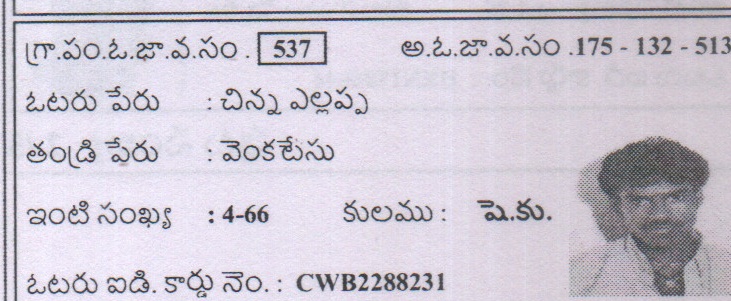 గ్రా.పం.ఓ.జా.వ.సం . 537 అ.ఓ.జా.వ.సం .175 - 132 - 513
ఓటరు పేరు : చిన్న ఎల్లప్ప
తండ్రి పేరు : వెంకటేసు
ఇంటి సంఖ్య : 4-66 కులము : షె.కు.
ఓటరు ఐడి. కార్డు నెం. : CWB2288231